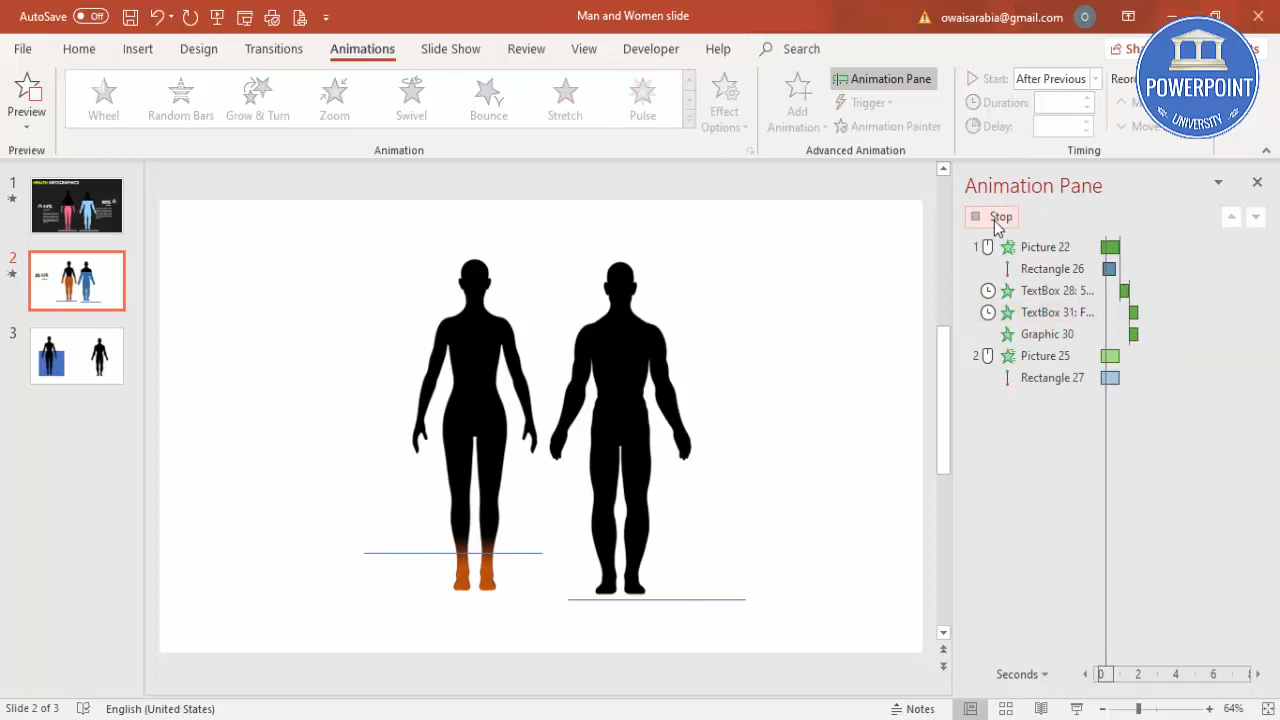 AutoSave Off
Man and Women slide
owaisarabia@gmail.com
O
File Home Insert Design Transitions Animations Slide Show Review View Developer Help Search
Preview
Wheel Random Bars Grow & Turn Zoom Swivel Bounce Stretch Pulse
Effect
Options
Add
Animation
Animation Pane
Trigger
Animation Painter
Start: After Previous
Duration:
Delay:
Preview
Animation
Advanced Animation
Timing
POWERPOINT
UNIVERSITY
1
HEALTH INFOGRAPHICS
2
3
Animation Pane
Stop
1 Picture 22
Rectangle 26
TextBox 28: 5...
TextBox 31: F...
Graphic 30
2 Picture 25
Rectangle 27
Seconds
0 2 4 6
Slide 2 of 3
English (United States)
Notes
64%